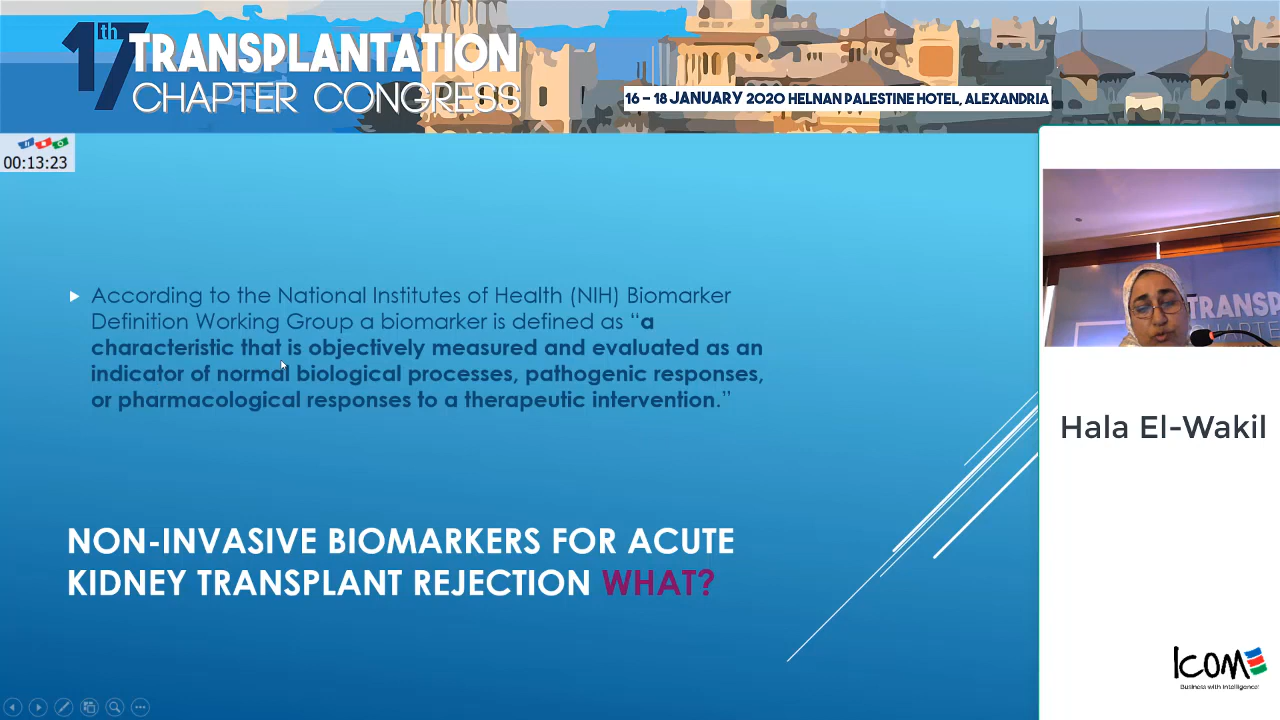 17th TRANSPLANTATION
CHAPTER CONGRESS
16 – 18 JANUARY 2020 HELNAN PALESTINE HOTEL, ALEXANDRIA
00:13:23
According to the National Institutes of Health (NIH) Biomarker
Definition Working Group a biomarker is defined as “a
characteristic that is objectively measured and evaluated as an
indicator of normal biological processes, pathogenic responses,
or pharmacological responses to a therapeutic intervention.”
NON-INVASIVE BIOMARKERS FOR ACUTE
KIDNEY TRANSPLANT REJECTION WHAT?
TRANSP
CHAPTER
Hala El-Wakil
ICOME
Business with Intelligence